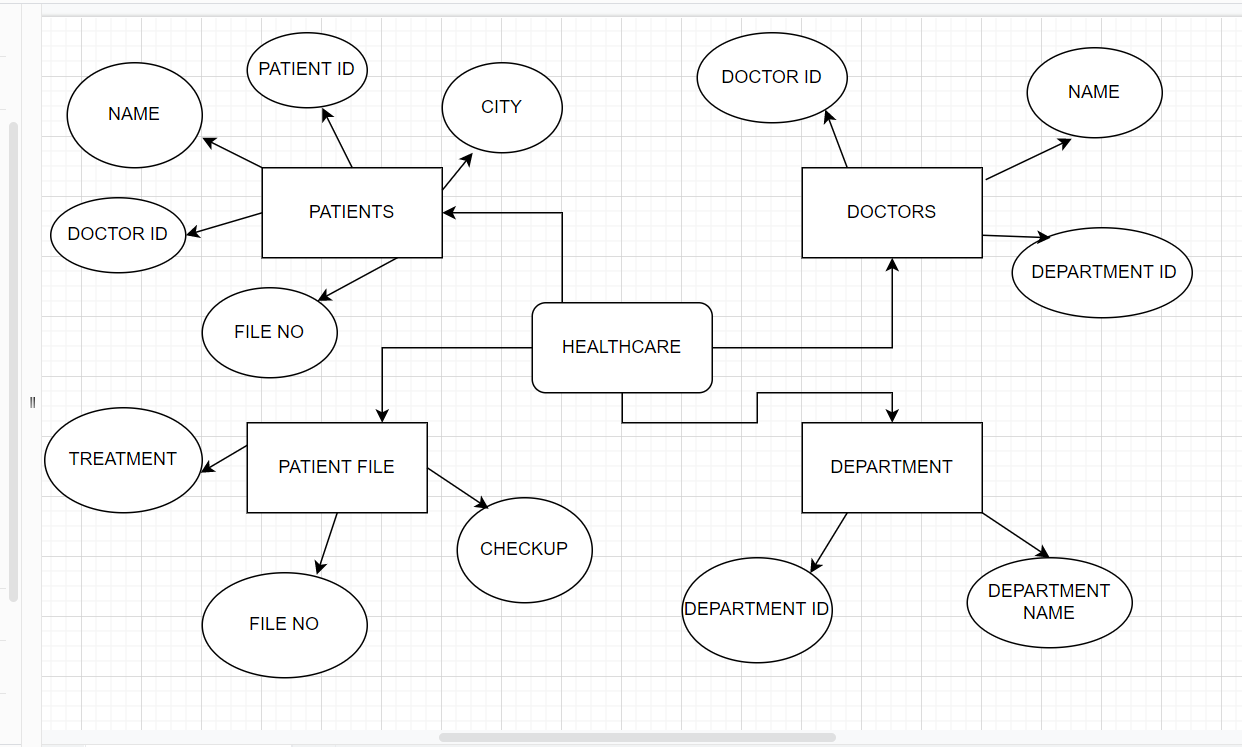 PATIENT ID
DOCTOR ID
NAME
CITY
NAME
PATIENTS
DOCTORS
DOCTOR ID
DEPARTMENT ID
FILE NO
HEALTHCARE
TREATMENT
PATIENT FILE
DEPARTMENT
CHECKUP
FILE NO
DEPARTMENT ID
DEPARTMENT
NAME